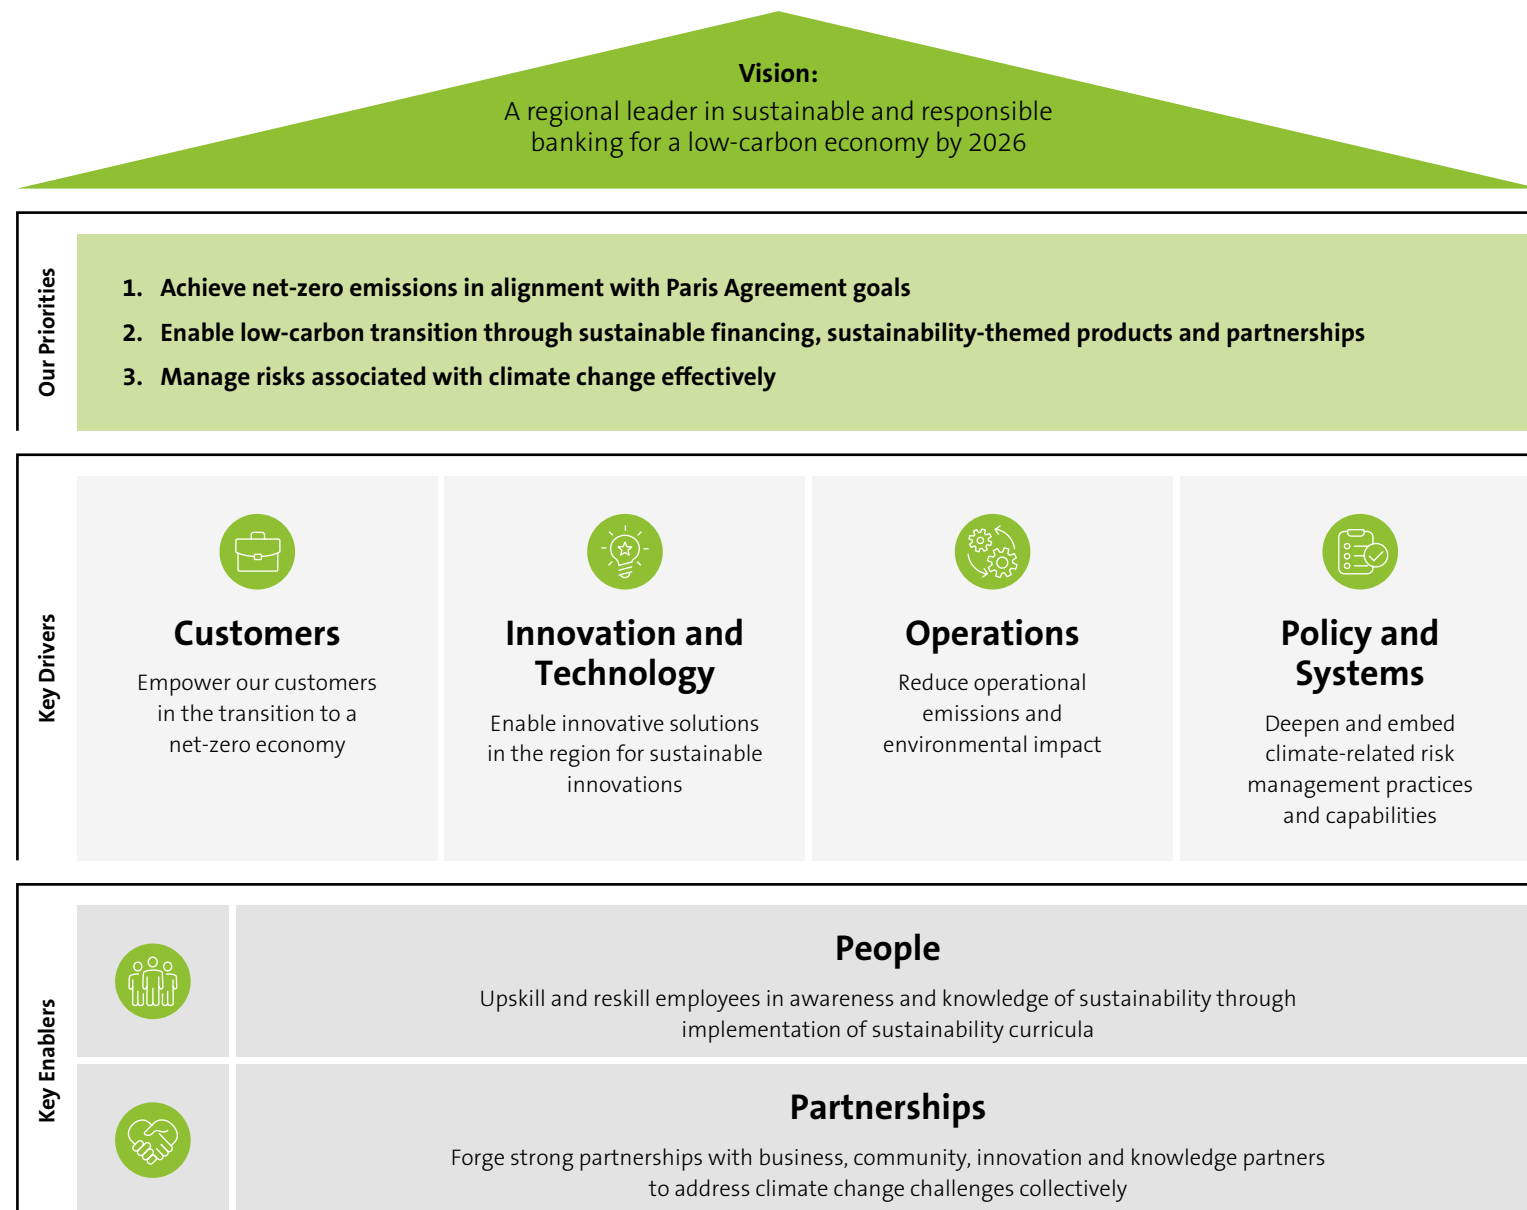 Vision:
A regional leader in sustainable and responsible
banking for a low-carbon economy by 2026
Our Priorities
1. Achieve net-zero emissions in alignment with Paris Agreement goals
2. Enable low-carbon transition through sustainable financing, sustainability-themed products and partnerships
3. Manage risks associated with climate change effectively
Key Drivers
Customers
Empower our customers
in the transition to a
net-zero economy
Innovation and
Technology
Enable innovative solutions
in the region for sustainable
innovations
Operations
Reduce operational
emissions and
environmental impact
Policy and
Systems
Deepen and embed
climate-related risk
management practices
and capabilities
Key Enablers
People
Upskill and reskill employees in awareness and knowledge of sustainability through
implementation of sustainability curricula
Partnerships
Forge strong partnerships with business, community, innovation and knowledge partners
to address climate change challenges collectively